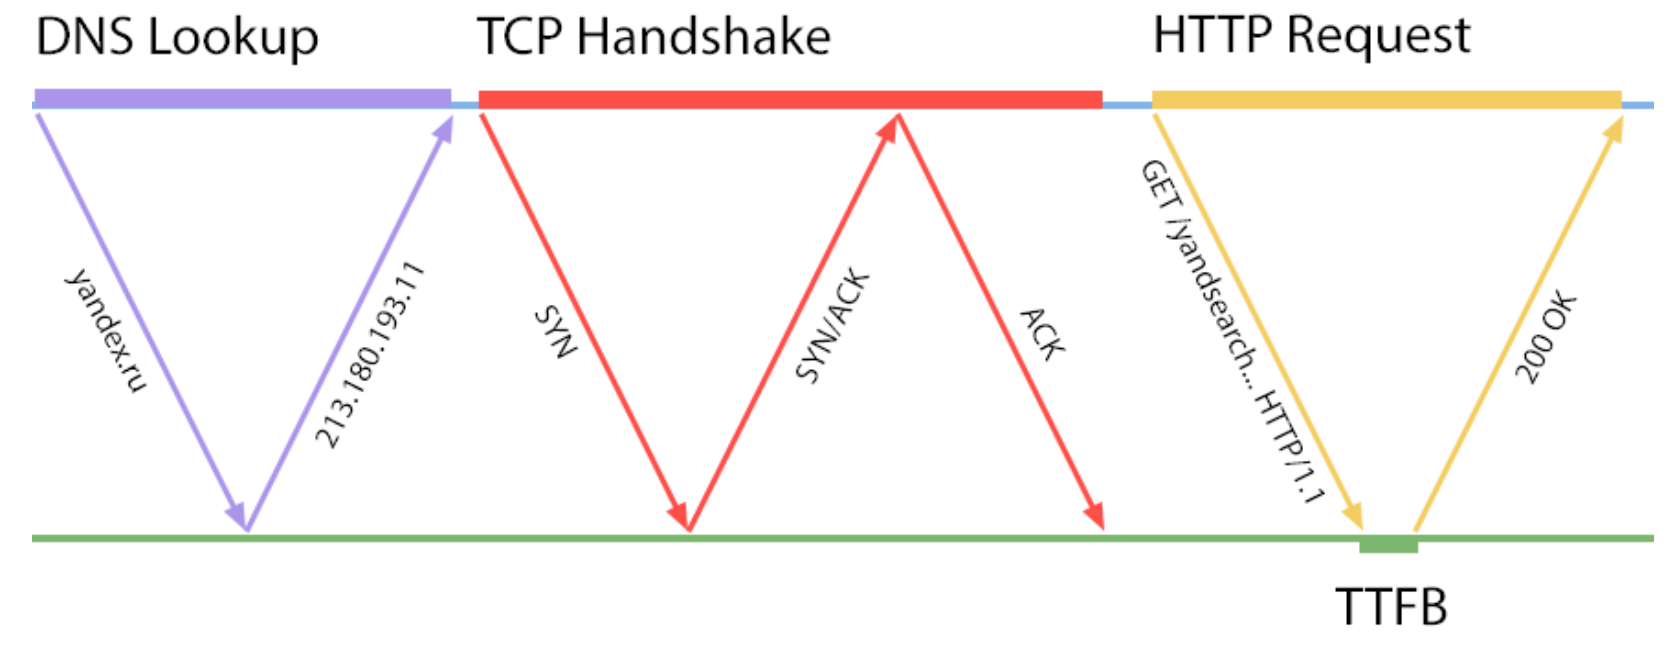 DNS Lookup
TCP Handshake
HTTP Request
yandex.ru
213.180.193.11
SYN
SYN/ACK
ACK
GET /yandsearch... HTTP/1.1
200 OK
TTFB